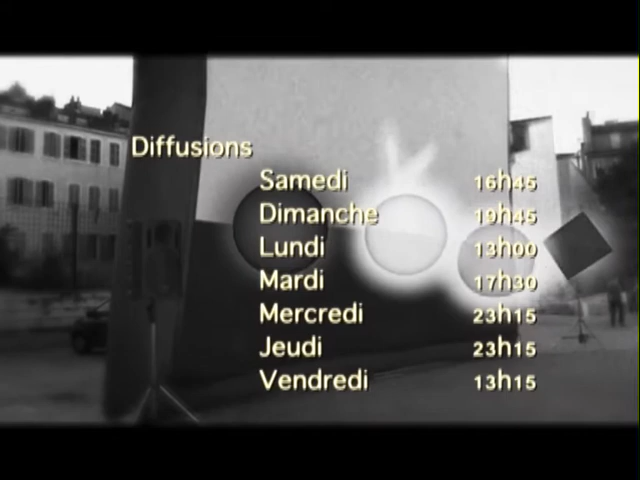 Diffusions
Samedi 16h45
Dimanche 19h45
Lundi 13h00
Mardi 17h30
Mercredi 23h15
Jeudi 23h15
Vendredi 13h15